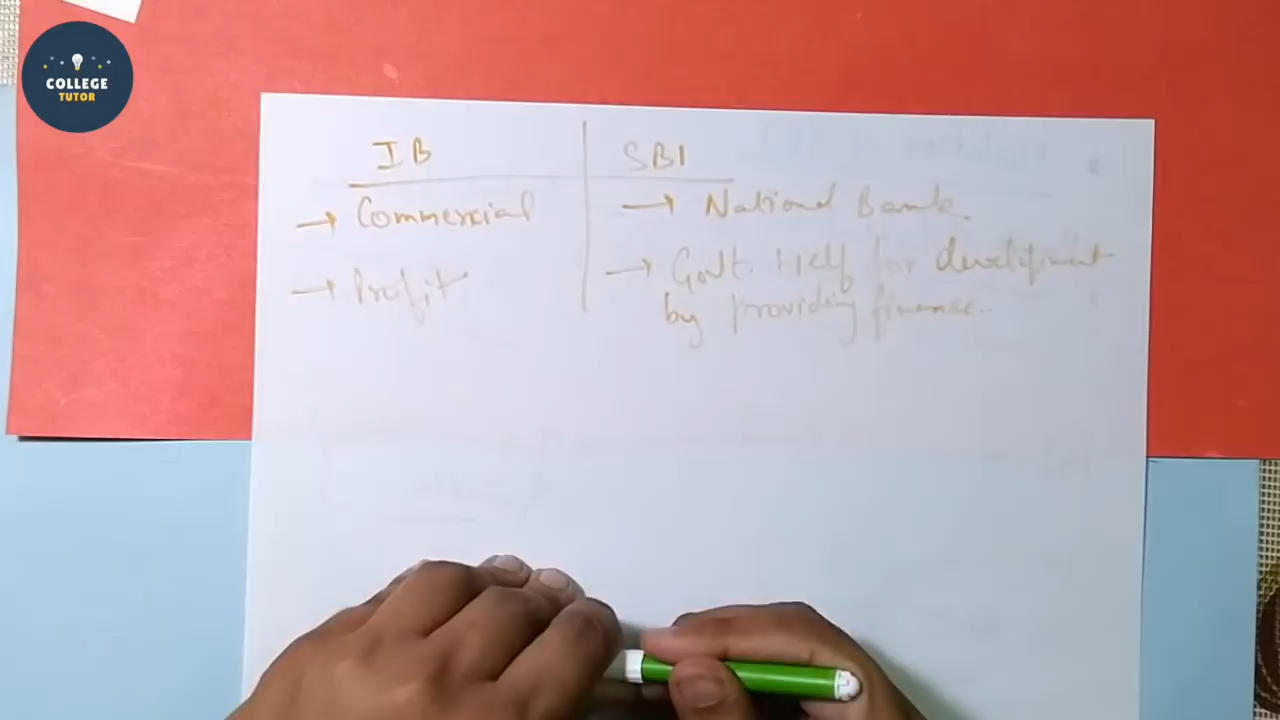 COLLEGE
TUTOR
IB
SBI
→ Commercial
→ National Bank.
→ Profit
→ Govt. Help for development
by providing finance.